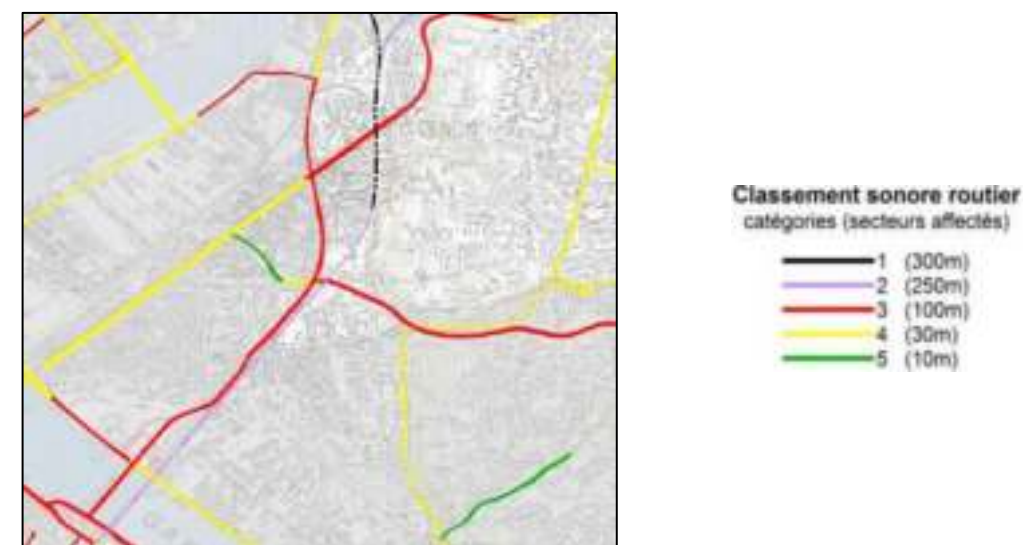 Classement sonore routier
catégories (secteurs affectés)
1 (300m)
2 (250m)
3 (100m)
4 (30m)
5 (10m)